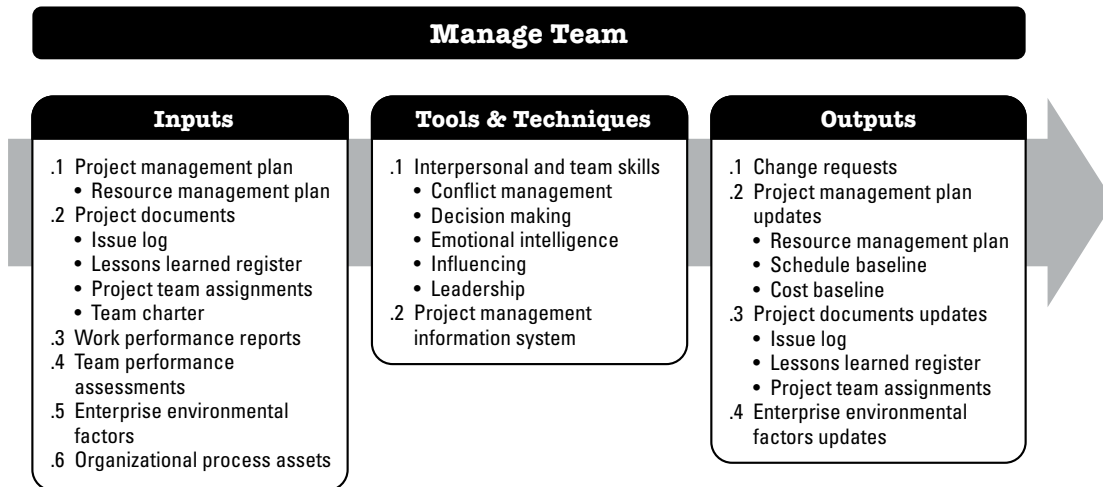 Manage Team
Inputs
.1 Project management plan
• Resource management plan
.2 Project documents
• Issue log
• Lessons learned register
• Project team assignments
• Team charter
.3 Work performance reports
.4 Team performance
assessments
.5 Enterprise environmental
factors
.6 Organizational process assets
Tools & Techniques
.1 Interpersonal and team skills
• Conflict management
• Decision making
• Emotional intelligence
• Influencing
• Leadership
.2 Project management
information system
Outputs
.1 Change requests
.2 Project management plan
updates
• Resource management plan
• Schedule baseline
• Cost baseline
.3 Project documents updates
• Issue log
• Lessons learned register
• Project team assignments
.4 Enterprise environmental
factors updates